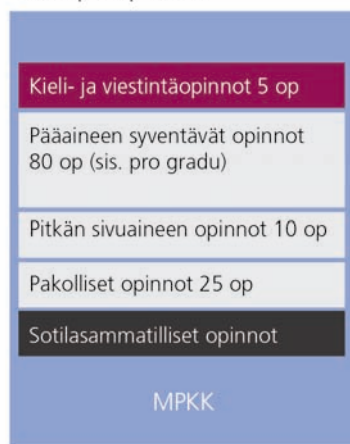 Kieli- ja viestintäopinnot 5 op
Pääaineen syventävät opinnot
80 op (sis. pro gradu)
Pitkän sivuaineen opinnot 10 op
Pakolliset opinnot 25 op
Sotilasammatilliset opinnot
MPKK